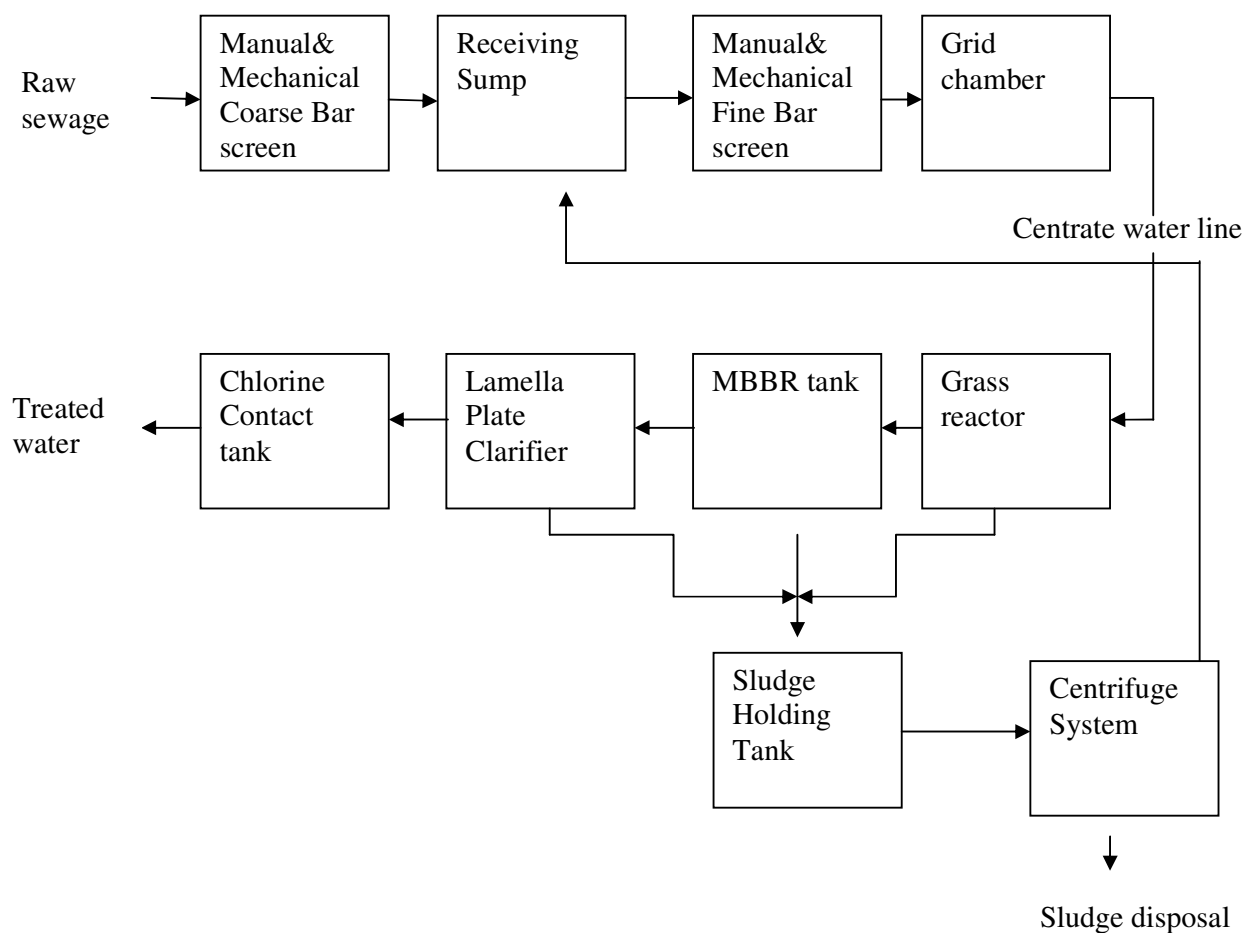 Raw
sewage
Manual&
Mechanical
Coarse Bar
screen
Receiving
Sump
Manual&
Mechanical
Fine Bar
screen
Grid
chamber
Centrate water line
Treated
water
Chlorine
Contact
tank
Lamella
Plate
Clarifier
MBBR tank
Grass
reactor
Sludge
Holding
Tank
Centrifuge
System
Sludge disposal